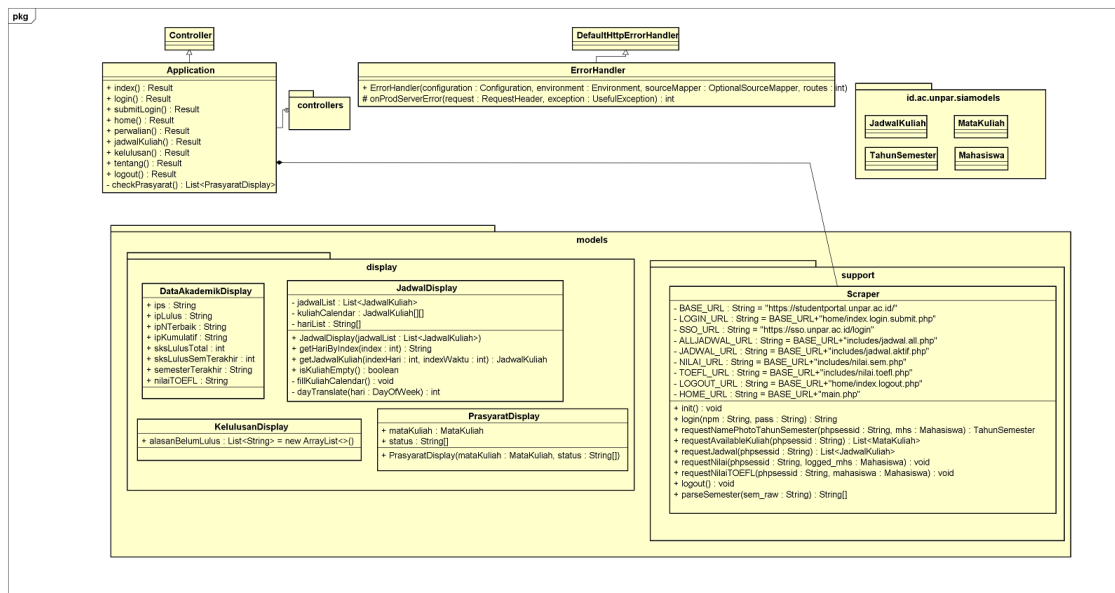 pkg
Controller
Application
+ index() : Result
+ login() : Result
+ submitLogin() : Result
+ home() : Result
+ perwalian() : Result
+ jadwalKuliah() : Result
+ kelulusan() : Result
+ tentang() : Result
+ logout() : Result
- checkPrasyarat() : List<PrasyaratDisplay>
controllers
DefaultHttpErrorHandler
ErrorHandler
+ ErrorHandler(configuration : Configuration, environment : Environment, sourceMapper : OptionalSourceMapper, routes : int)
# onProdServerError(request : RequestHeader, exception : UsefulException) : int
id.ac.unpar.siamodels
JadwalKuliah
MataKuliah
TahunSemester
Mahasiswa
models
display
DataAkademikDisplay
+ ips : String
+ ipLulus : String
+ ipNTerbaik : String
+ ipKumulatif : String
+ sksLulusTotal : int
+ sksLulusSemTerakhir : int
+ semesterTerakhir : String
+ nilaiTOEFL : String
JadwalDisplay
- jadwalList : List<JadwalKuliah>
- kuliahCalendar : JadwalKuliah[][]
- hariList : String[]
+ JadwalDisplay(jadwalList : List<JadwalKuliah>)
+ getHariByIndex(index : int) : String
+ getJadwalKuliah(indexHari : int, indexWaktu : int) : JadwalKuliah
+ isKuliahEmpty() : boolean
- fillKuliahCalendar() : void
- dayTranslate(hari : DayOfWeek) : int
KelulusanDisplay
+ alasanBelumLulus : List<String> = new ArrayList<>()
PrasyaratDisplay
+ mataKuliah : MataKuliah
+ status : String[]
+ PrasyaratDisplay(mataKuliah : MataKuliah, status : String[])
support
Scraper
- BASE_URL : String = "https://studentportal.unpar.ac.id/"
- LOGIN_URL : String = BASE_URL+"home/index.login.submit.php"
- SSO_URL : String = "https://sso.unpar.ac.id/login"
- ALLJADWAL_URL : String = BASE_URL+"includes/jadwal.all.php"
- JADWAL_URL : String = BASE_URL+"includes/jadwal.aktif.php"
- NILAI_URL : String = BASE_URL+"includes/nilai.sem.php"
- TOEFL_URL : String = BASE_URL+"includes/nilai.toefl.php"
- LOGOUT_URL : String = BASE_URL+"home/index.logout.php"
- HOME_URL : String = BASE_URL+"main.php"
+ init() : void
+ login(npm : String, pass : String) : String
+ requestNamePhotoTahunSemester(phpsessid : String, mhs : Mahasiswa) : TahunSemester
+ requestAvailableKuliah(phpsessid : String) : List<MataKuliah>
+ requestJadwal(phpsessid : String) : List<JadwalKuliah>
+ requestNilai(phpsessid : String, logged_mhs : Mahasiswa) : void
+ requestNilaiTOEFL(phpsessid : String, mahasiswa : Mahasiswa) : void
+ logout() : void
+ parseSemester(sem_raw : String) : String[]